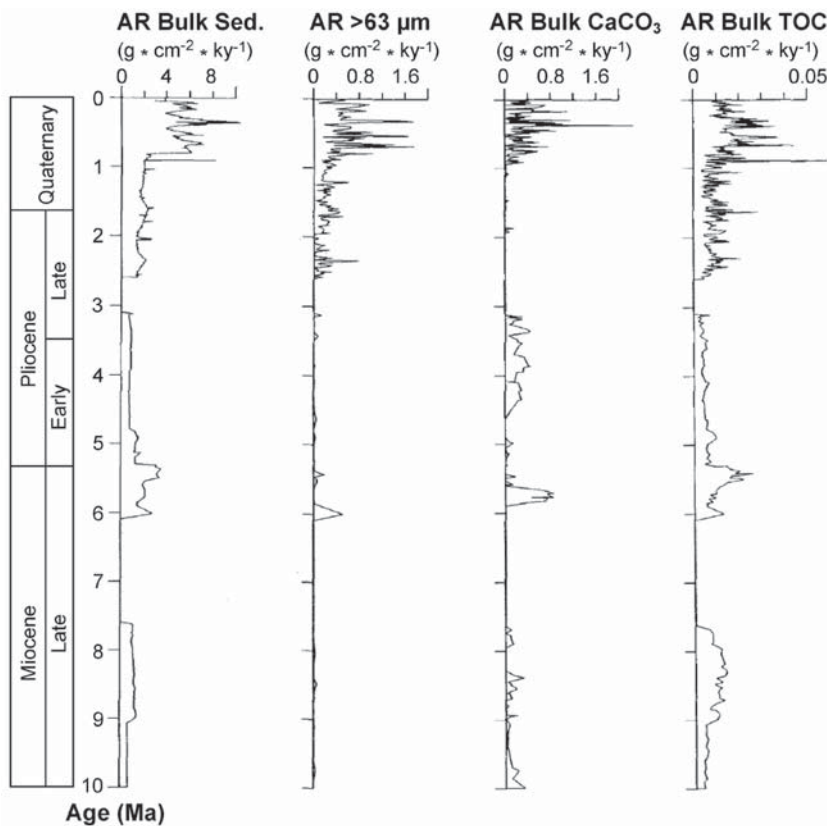 AR Bulk Sed. AR >63 µm AR Bulk CaCO₃ AR Bulk TOC
(g * cm⁻² * ky⁻¹) (g * cm⁻² * ky⁻¹) (g * cm⁻² * ky⁻¹) (g * cm⁻² * ky⁻¹)
0 4 8 0 0.8 1.6 0 0.8 1.6 0 0.05
0
1
2
3
4
5
6
7
8
9
10
Quaternary
Pliocene
Late
Early
Miocene
Late
Age (Ma)